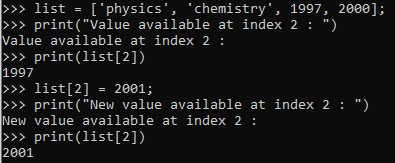 >>> list = ['physics', 'chemistry', 1997, 2000];
>>> print("Value available at index 2 : ")
Value available at index 2 :
>>> print(list[2])
1997
>>> list[2] = 2001;
>>> print("New value available at index 2 : ")
New value available at index 2 :
>>> print(list[2])
2001